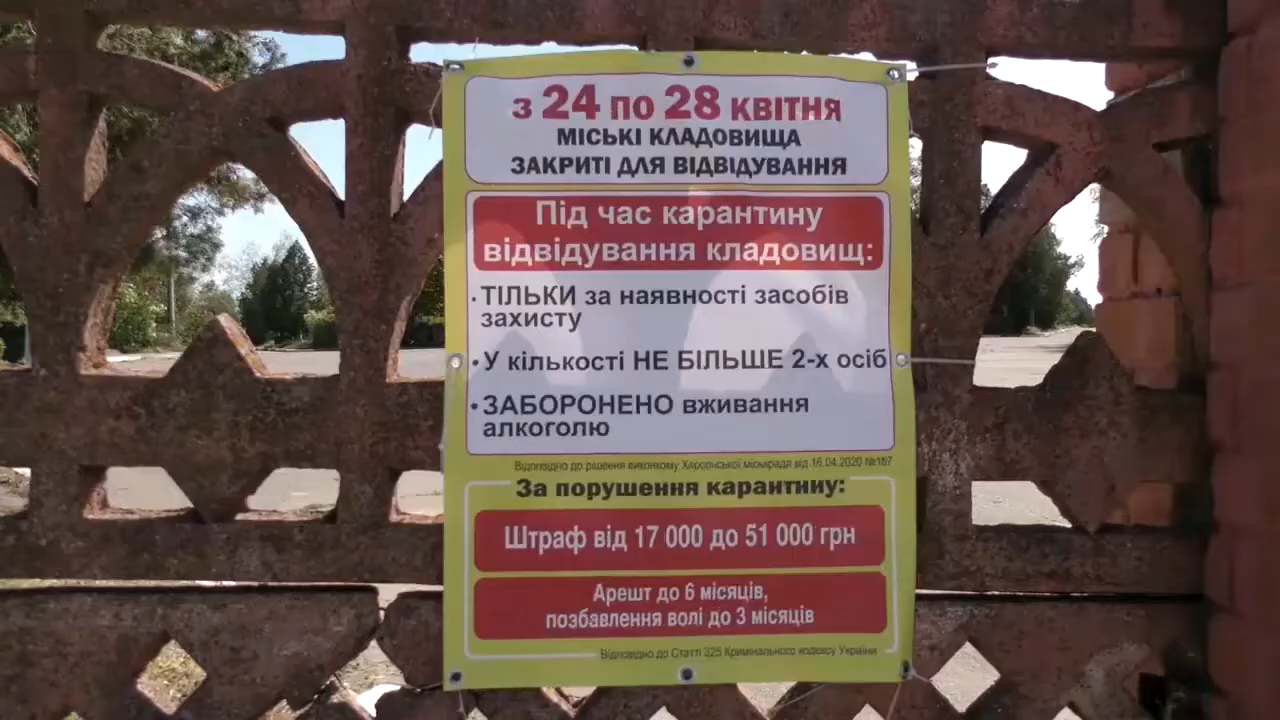 З 24 ПО 28 КВІТНЯ
МІСЬКІ КЛАДОВИЩА
ЗАКРИТІ ДЛЯ ВІДВІДУВАННЯ
Під час карантину
відвідування кладовищ:
· ТІЛЬКИ за наявності засобів
захисту
· У кількості НЕ БІЛЬШЕ 2-х осіб
· ЗАБОРОНЕНО вживання
алкоголю
Відповідно до рішення виконкому Херсонської міськради від 16.04.2020 №187
За порушення карантину:
Штраф від 17 000 до 51 000 грн
Арешт до 6 місяців,
позбавлення волі до 3 місяців
Відповідно до Статті 325 Кримінального кодексу України